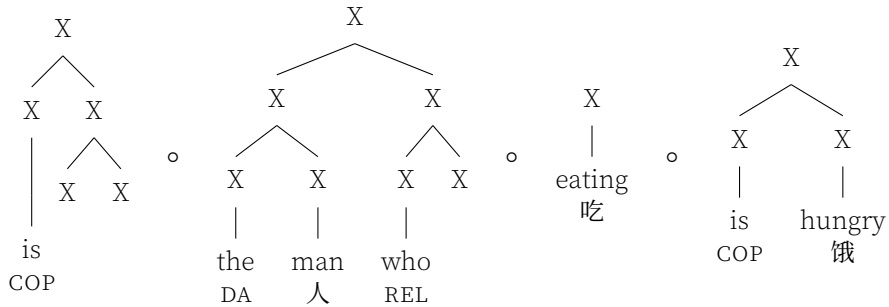 X X X X
X X X X X X X
X X X X X X
eating
吃
is hungry
COP 饿
is
COP
the man who
DA 人 REL